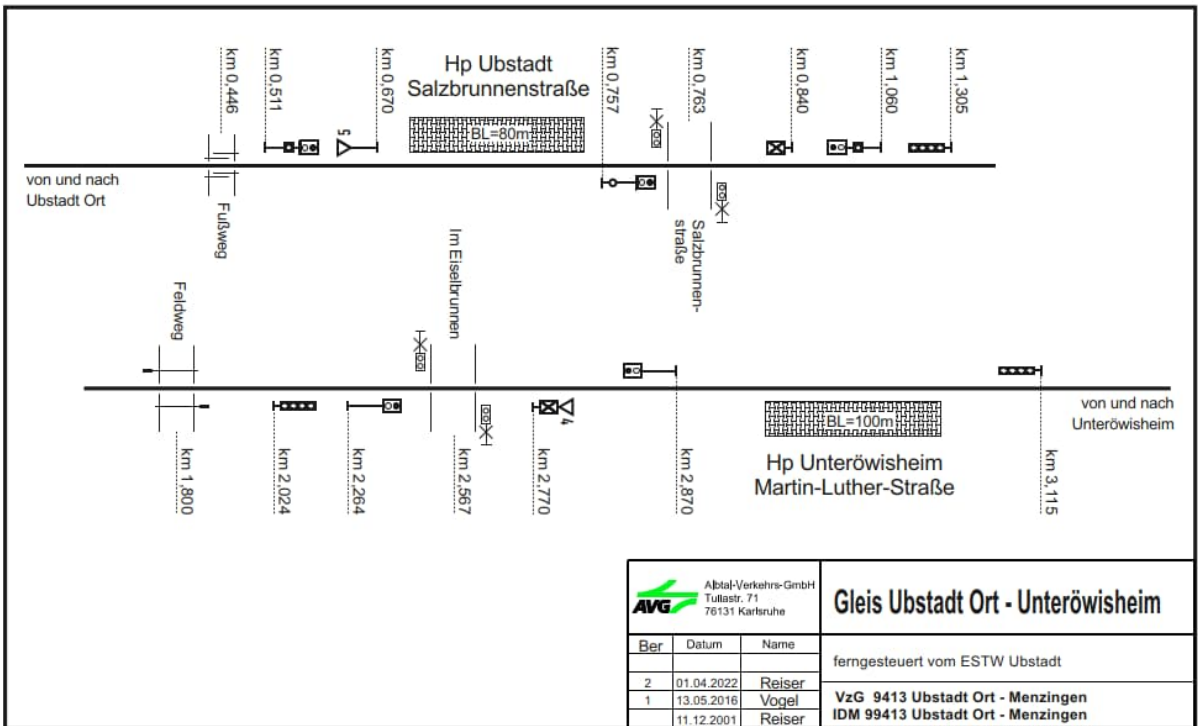 km 0,446
km 0,511
km 0,670
5
Hp Ubstadt
Salzbrunnenstraße
BL=80m
km 0,757
km 0,763
km 0,840
km 1,060
km 1,305
von und nach
Ubstadt Ort
Fußweg
Salzbrunnen-
straße
Feldweg
Im Eiselbrunnen
km 1,800
km 2,024
km 2,264
km 2,567
km 2,770
4
km 2,870
BL=100m
Hp Unteröwisheim
Martin-Luther-Straße
km 3,115
von und nach
Unteröwisheim
AVG
Albtal-Verkehrs-GmbH
Tullastr. 71
76131 Karlsruhe
Gleis Ubstadt Ort - Unteröwisheim
Ber Datum Name
2 01.04.2022 Reiser
1 13.05.2016 Vogel
11.12.2001 Reiser
ferngesteuert vom ESTW Ubstadt
VzG 9413 Ubstadt Ort - Menzingen
IDM 99413 Ubstadt Ort - Menzingen